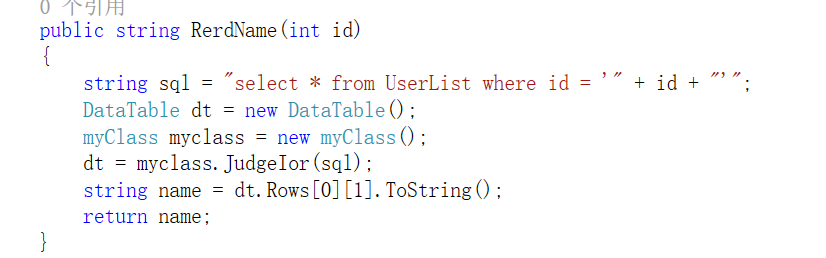 0 个引用
public string RerdName(int id)
{
    string sql = "select * from UserList where id = '" + id + "'";
    DataTable dt = new DataTable();
    myClass myclass = new myClass();
    dt = myclass.JudgeIor(sql);
    string name = dt.Rows[0][1].ToString();
    return name;
}